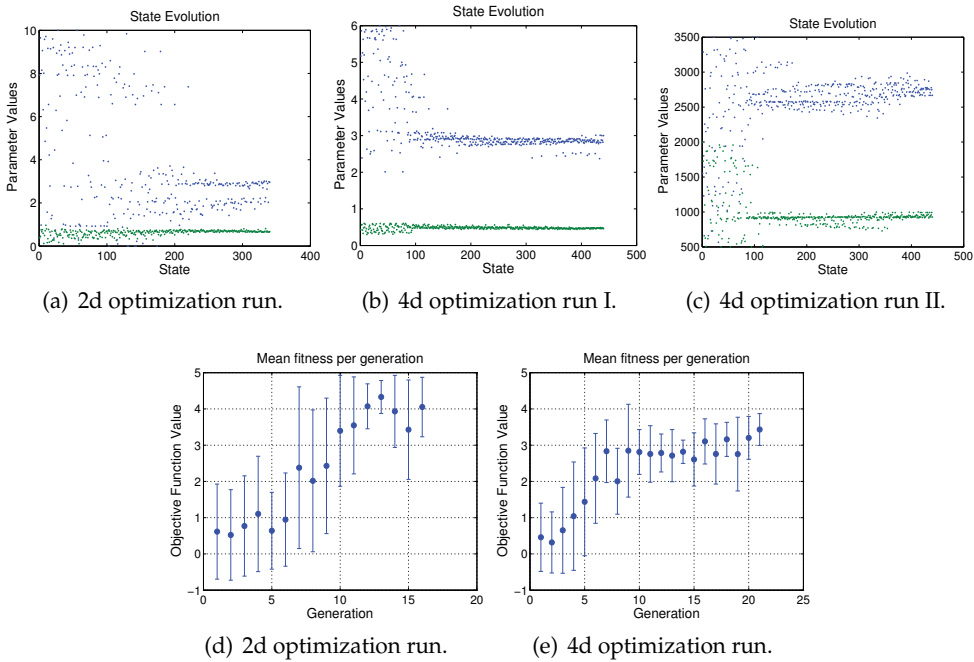 State Evolution
Parameter Values
10
8
6
4
2
0
0 100 200 300 400
State
(a) 2d optimization run.
State Evolution
Parameter Values
6
5
4
3
2
1
0
0 100 200 300 400 500
State
(b) 4d optimization run I.
State Evolution
Parameter Values
3500
3000
2500
2000
1500
1000
500
0 100 200 300 400 500
State
(c) 4d optimization run II.
Mean fitness per generation
Objective Function Value
5
4
3
2
1
0
−1
0 5 10 15 20
Generation
(d) 2d optimization run.
Mean fitness per generation
Objective Function Value
5
4
3
2
1
0
−1
0 5 10 15 20 25
Generation
(e) 4d optimization run.